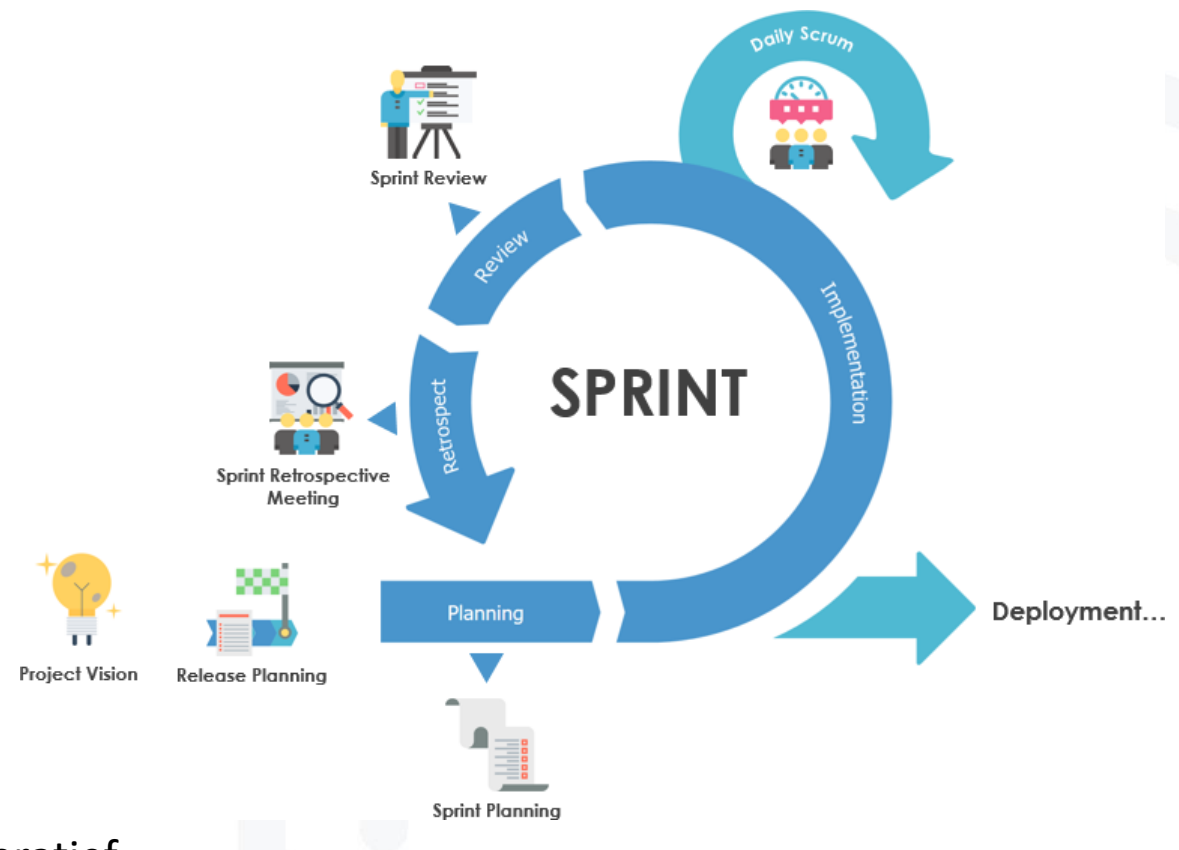 Daily Scrum
Sprint Review
Review
Implementation
SPRINT
Retrospect
Sprint Retrospective
Meeting
Planning
Deployment...
Project Vision
Release Planning
Sprint Planning